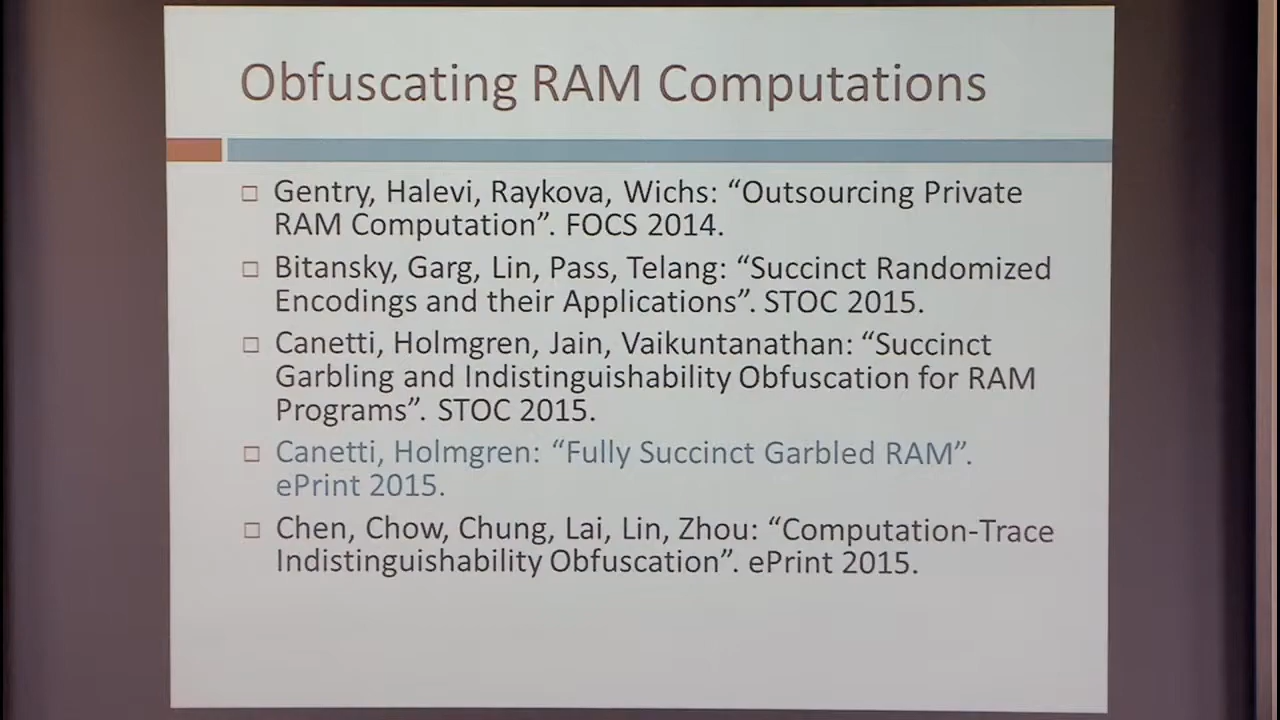 Obfuscating RAM Computations
Gentry, Halevi, Raykova, Wichs: “Outsourcing Private
RAM Computation”. FOCS 2014.
Bitansky, Garg, Lin, Pass, Telang: “Succinct Randomized
Encodings and their Applications”. STOC 2015.
Canetti, Holmgren, Jain, Vaikuntanathan: “Succinct
Garbling and Indistinguishability Obfuscation for RAM
Programs”. STOC 2015.
Canetti, Holmgren: “Fully Succinct Garbled RAM”.
ePrint 2015.
Chen, Chow, Chung, Lai, Lin, Zhou: “Computation-Trace
Indistinguishability Obfuscation”. ePrint 2015.